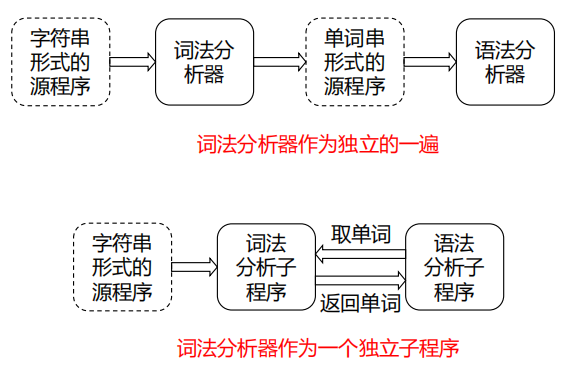 字符串
形式的
源程序
词法分
析器
单词串
形式的
源程序
语法分
析器
词法分析器作为独立的一遍
字符串
形式的
源程序
词法
分析子
程序
取单词
返回单词
语法
分析子
程序
词法分析器作为一个独立子程序